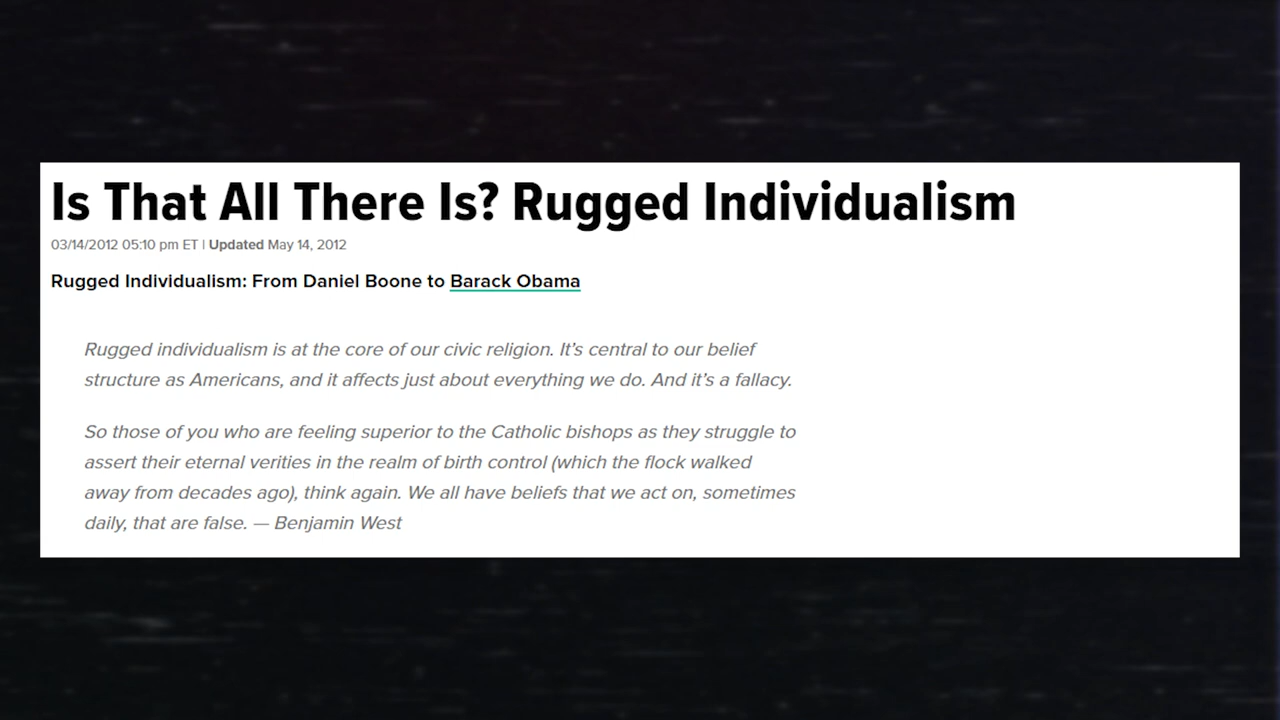 Is That All There Is? Rugged Individualism
03/14/2012 05:10 pm ET | Updated May 14, 2012
Rugged Individualism: From Daniel Boone to Barack Obama
Rugged individualism is at the core of our civic religion. It’s central to our belief
structure as Americans, and it affects just about everything we do. And it’s a fallacy.
So those of you who are feeling superior to the Catholic bishops as they struggle to
assert their eternal verities in the realm of birth control (which the flock walked
away from decades ago), think again. We all have beliefs that we act on, sometimes
daily, that are false. — Benjamin West